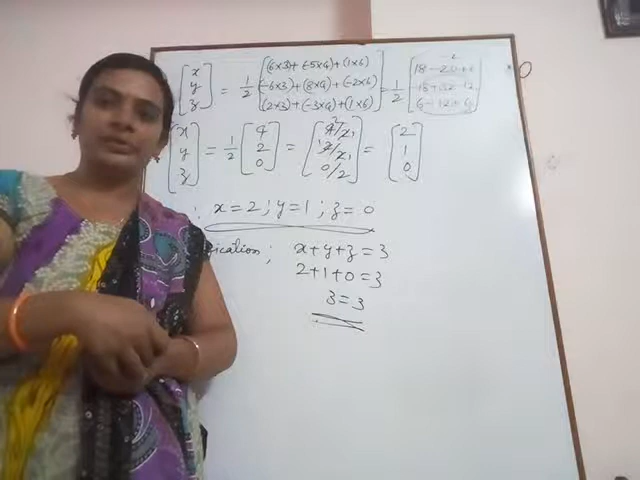 [x y z] = 1/2 [(6×3)+(-5×4)+(1×6) (-6×3)+(8×4)+(-2×6) (2×3)+(-3×4)+(1×6)] = 1/2 [18-20+6 -18+32-12 6-12+6]
[x y z] = 1/2 [4 2 0] = [4/2 2/2 0/2] = [2 1 0]
∴ x=2 ; y=1 ; z=0
x+y+z=3
2+1+0=3
3=3